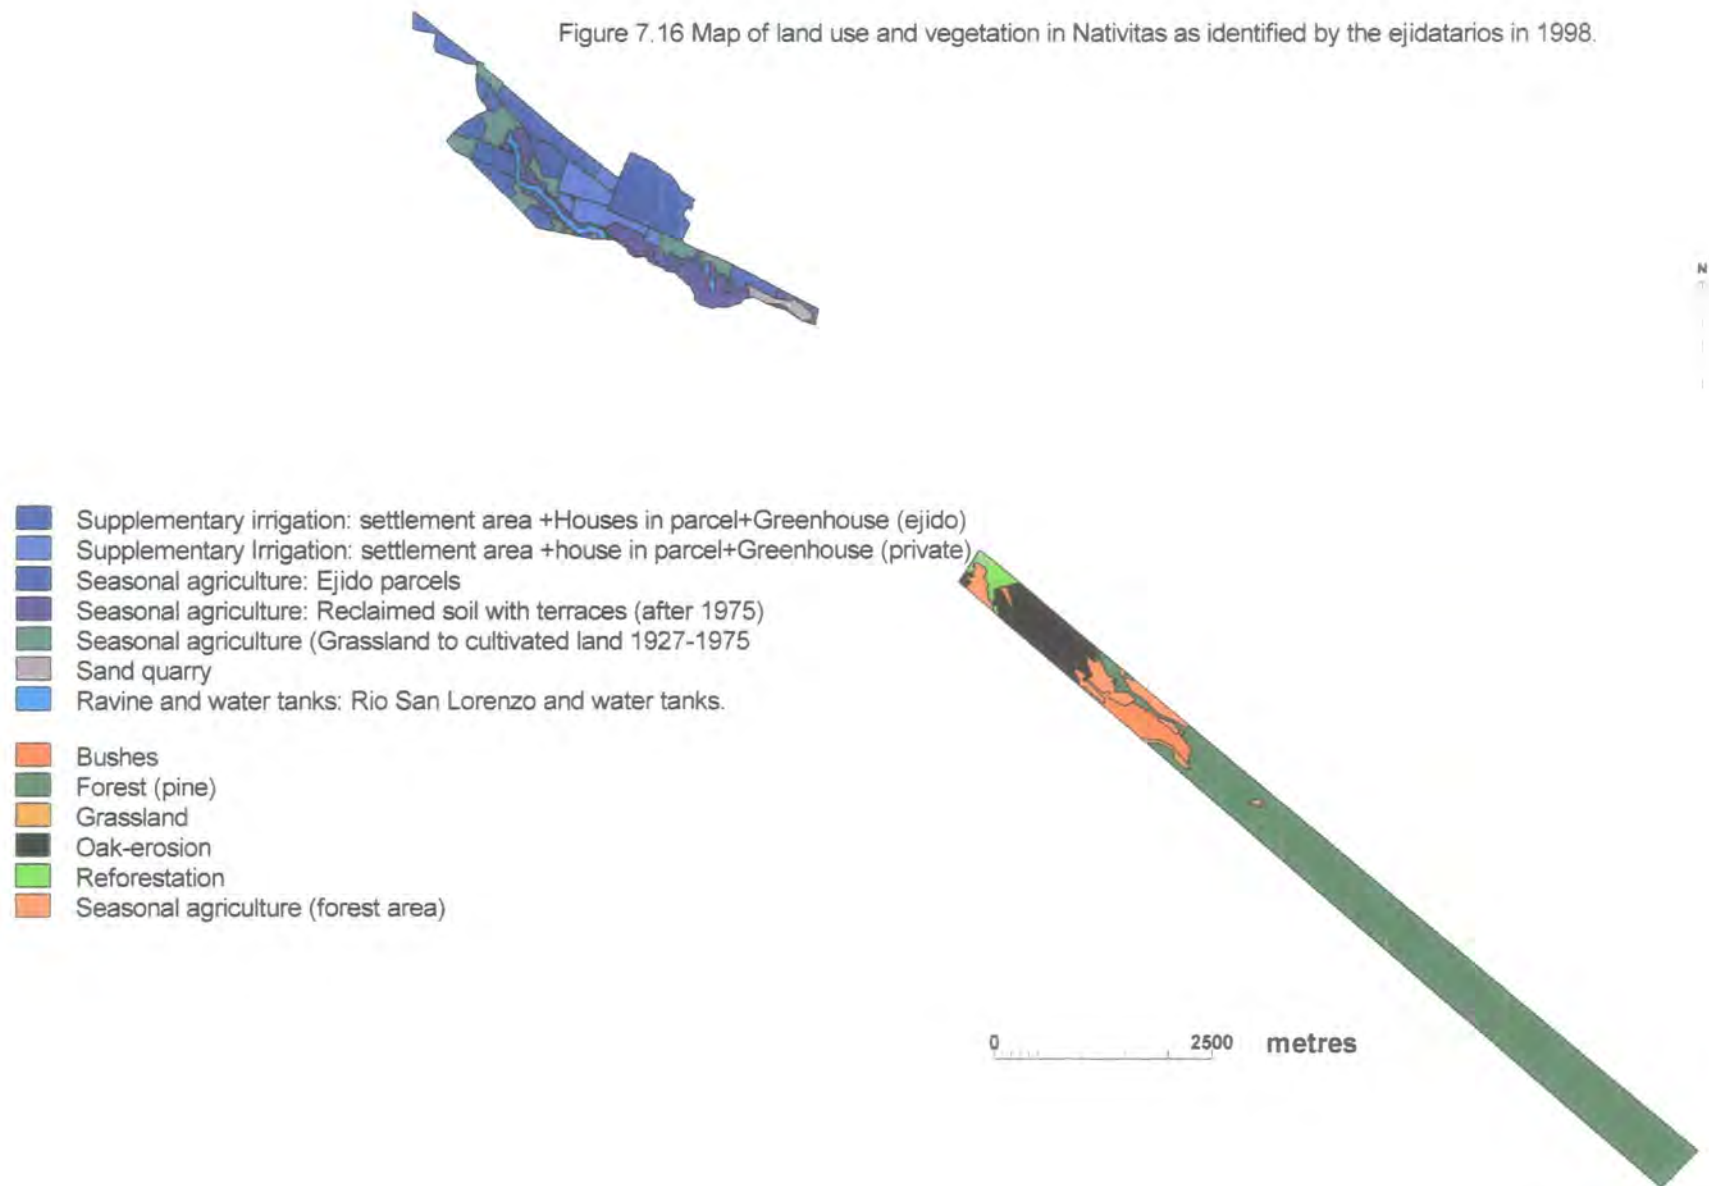 Figure 7.16 Map of land use and vegetation in Nativitas as identified by the ejidatarios in 1998.
N
Supplementary irrigation: settlement area +Houses in parcel+Greenhouse (ejido)
Supplementary Irrigation: settlement area +house in parcel+Greenhouse (private)
Seasonal agriculture: Ejido parcels
Seasonal agriculture: Reclaimed soil with terraces (after 1975)
Seasonal agriculture (Grassland to cultivated land 1927-1975
Sand quarry
Ravine and water tanks: Rio San Lorenzo and water tanks.
Bushes
Forest (pine)
Grassland
Oak-erosion
Reforestation
Seasonal agriculture (forest area)
0 2500 metres